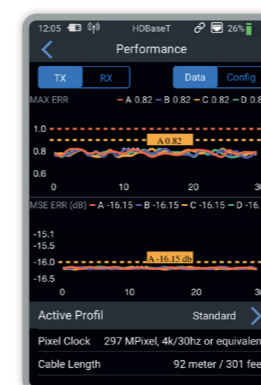 12:05 HDBaseT 26%
Performance
TX RX Data Config
MAX ERR – A 0.82 – B 0.82 – C 0.82 – D 0.8
1.0
0.8
0.6
A 0.82
0 10 20 30
MSE ERR (dB) – A -16.15 – B -16.15 – C -16.15 – D -16.
-15.1
-15.5
-16.0
-16.5
A -16.15 db
0 10 20 30
Active Profil Standard
Pixel Clock 297 MPixel, 4k/30hz or equivalen
Cable Length 92 meter / 301 fee